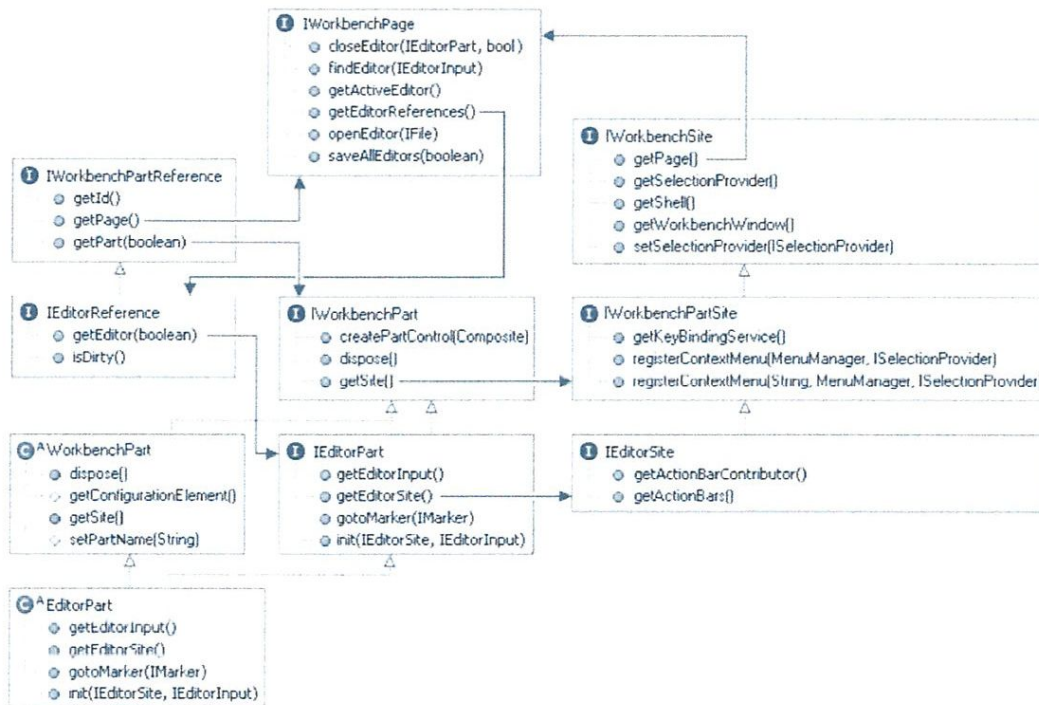 IWorkbenchPage
closeEditor(IEditorPart, bool)
findEditor(IEditorInput)
getActiveEditor()
getEditorReferences()
openEditor(IFile)
saveAllEditors(boolean)
IWorkbenchPartReference
getId()
getPage()
getPart(boolean)
IWorkbenchSite
getPage()
getSelectionProvider()
getShell()
getWorkbenchWindow()
setSelectionProvider(ISelectionProvider)
IEditorReference
getEditor(boolean)
isDirty()
IWorkbenchPart
createPartControl(Composite)
dispose()
getSite()
IWorkbenchPartSite
getKeyBindingService()
registerContextMenu(MenuManager, ISelectionProvider)
registerContextMenu(String, MenuManager, ISelectionProvider
WorkbenchPart
dispose()
getConfigurationElement()
getSite()
setPartName(String)
IEditorPart
getEditorInput()
getEditorSite()
gotoMarker(IMarker)
init(IEditorSite, IEditorInput)
IEditorSite
getActionBarContributor()
getActionBars()
EditorPart
getEditorInput()
getEditorSite()
gotoMarker(IMarker)
init(IEditorSite, IEditorInput)